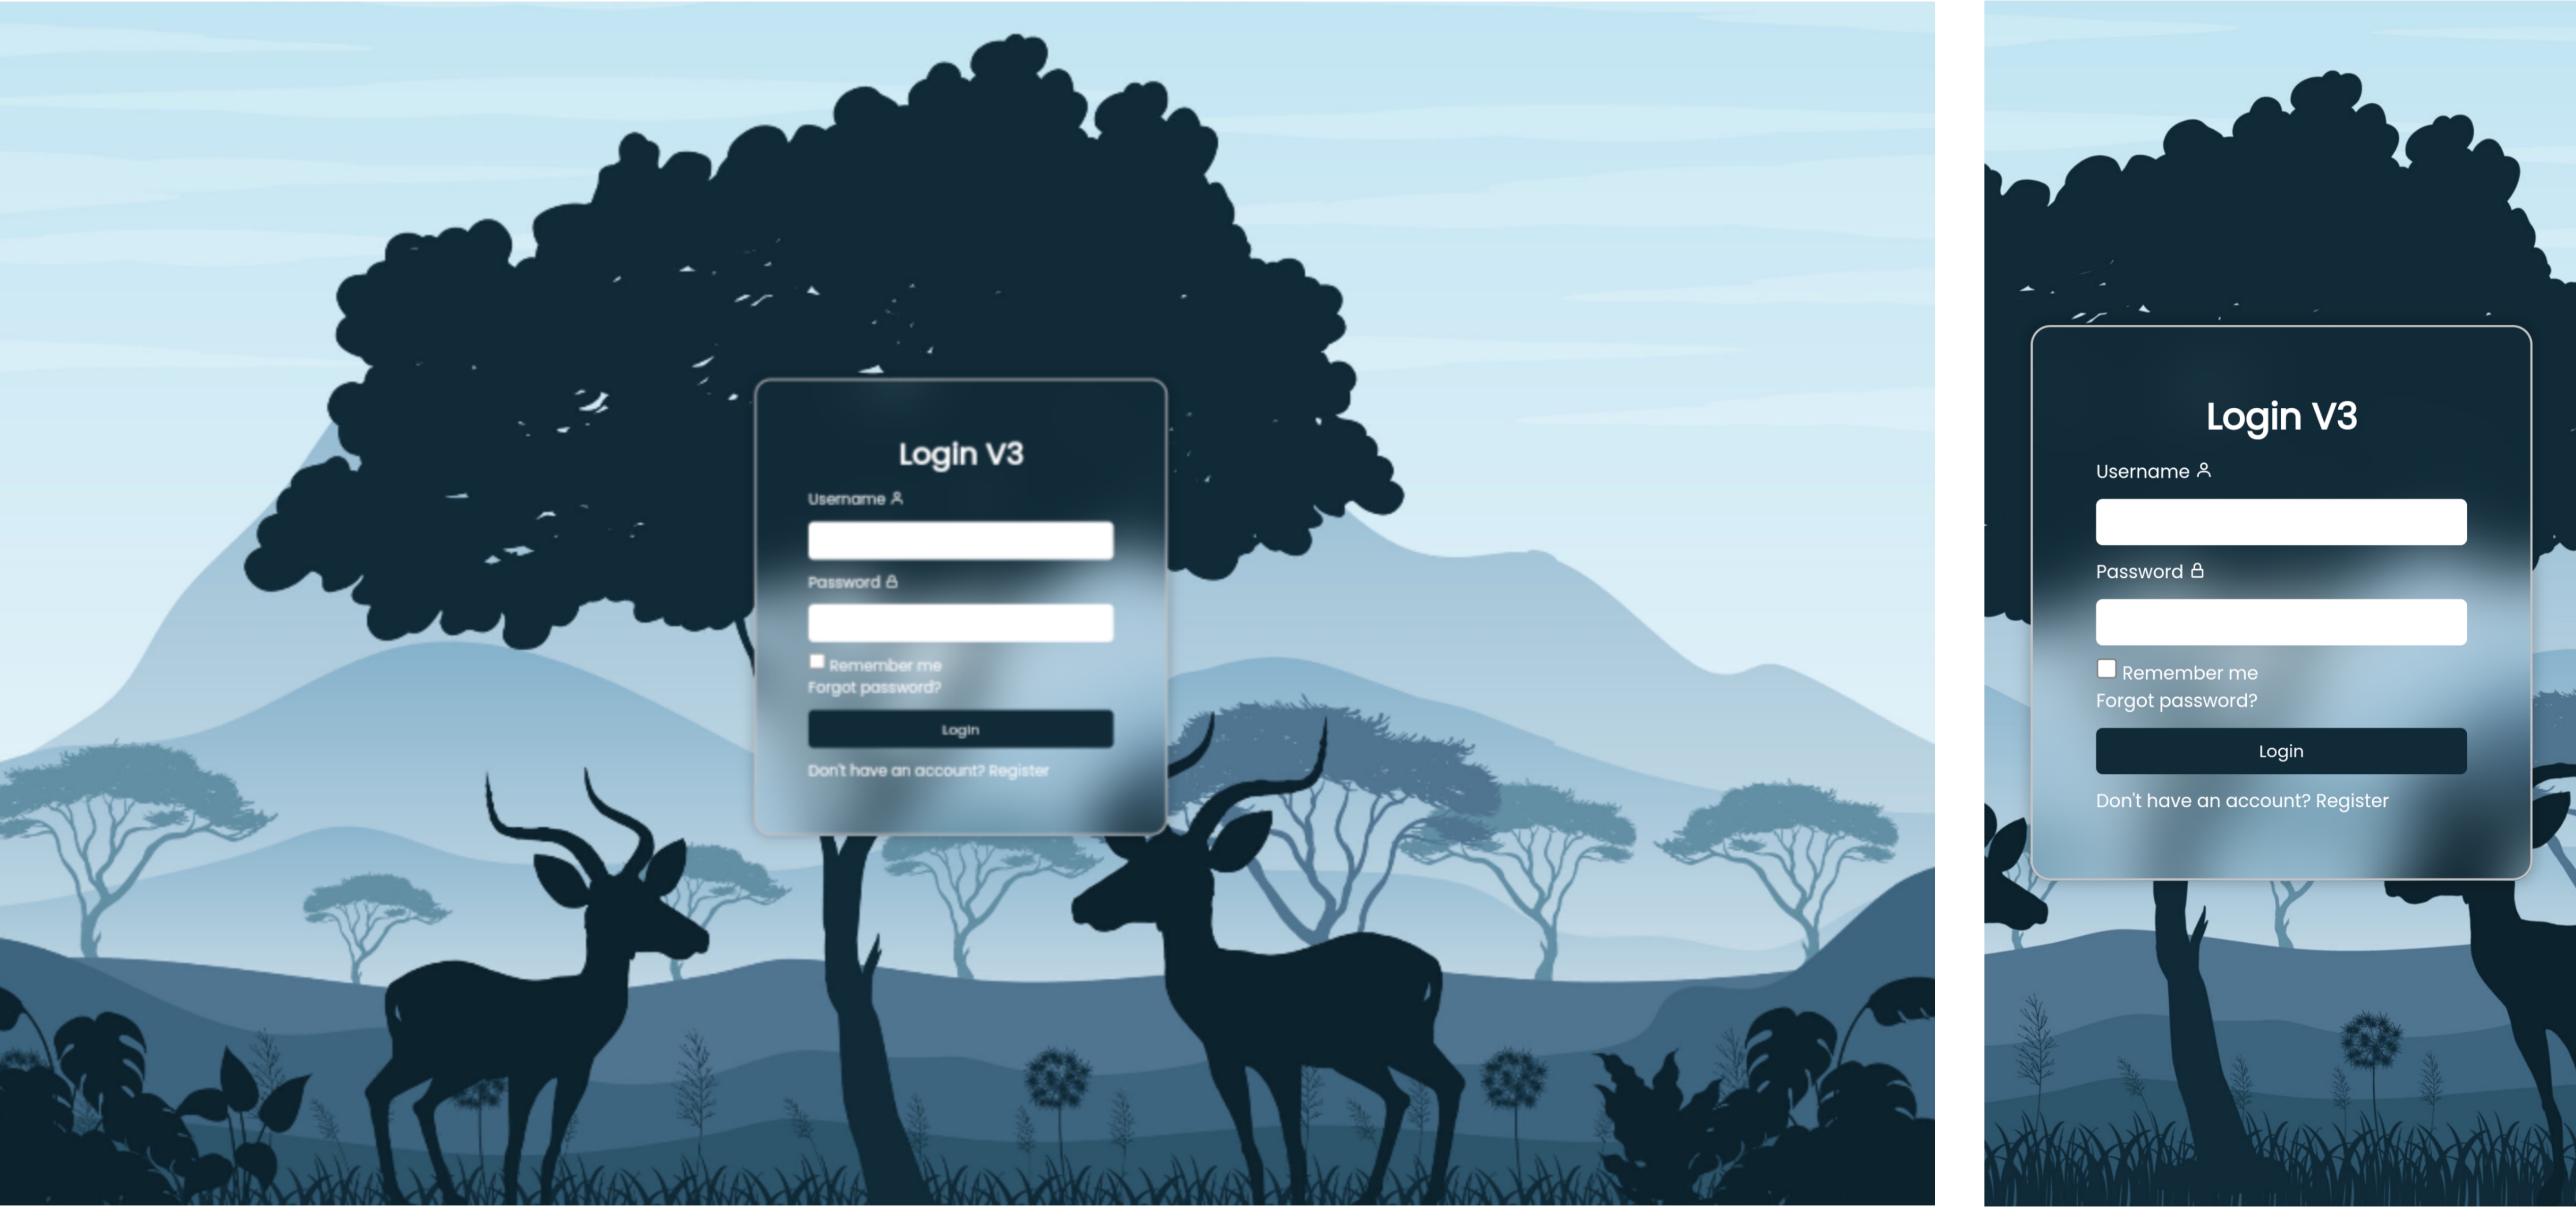 Login V3
Username
Password
Remember me
Forgot password?
Login
Don't have an account? Register
Login V3
Username
Password
Remember me
Forgot password?
Login
Don't have an account? Register